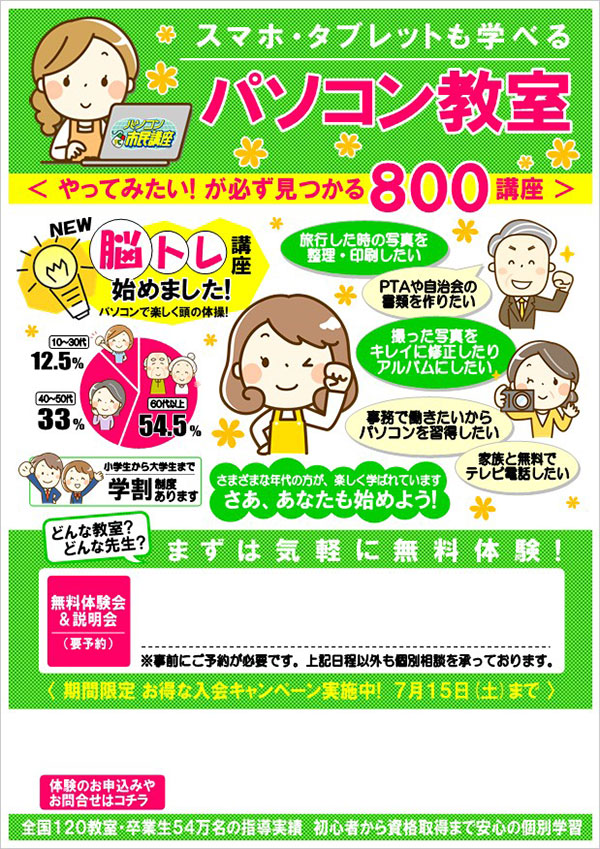 スマホ・タブレットも学べる
パソコン教室
パソコン
市民講座
< やってみたい!が必ず見つかる800講座 >
NEW
脳トレ講座
始めました!
パソコンで楽しく頭の体操!
旅行した時の写真を
整理・印刷したい
PTAや自治会の
書類を作りたい
撮った写真を
キレイに修正したり
アルバムにしたい
事務で働きたいから
パソコンを習得したい
家族と無料で
テレビ電話したい
10~30代
12.5%
40~50代
33%
60代以上
54.5%
小学生から大学生まで
学割制度あります
さまざまな年代の方が、楽しく学ばれています
さあ、あなたも始めよう!
どんな教室?
どんな先生?
まずは気軽に無料体験!
無料体験会
&説明会
(要予約)
※事前にご予約が必要です。上記日程以外も個別相談を承っております。
〈 期間限定 お得な入会キャンペーン実施中! 7月15日(土)まで 〉
体験のお申込みや
お問合せはコチラ
全国120教室・卒業生54万名の指導実績 初心者から資格取得まで安心の個別学習